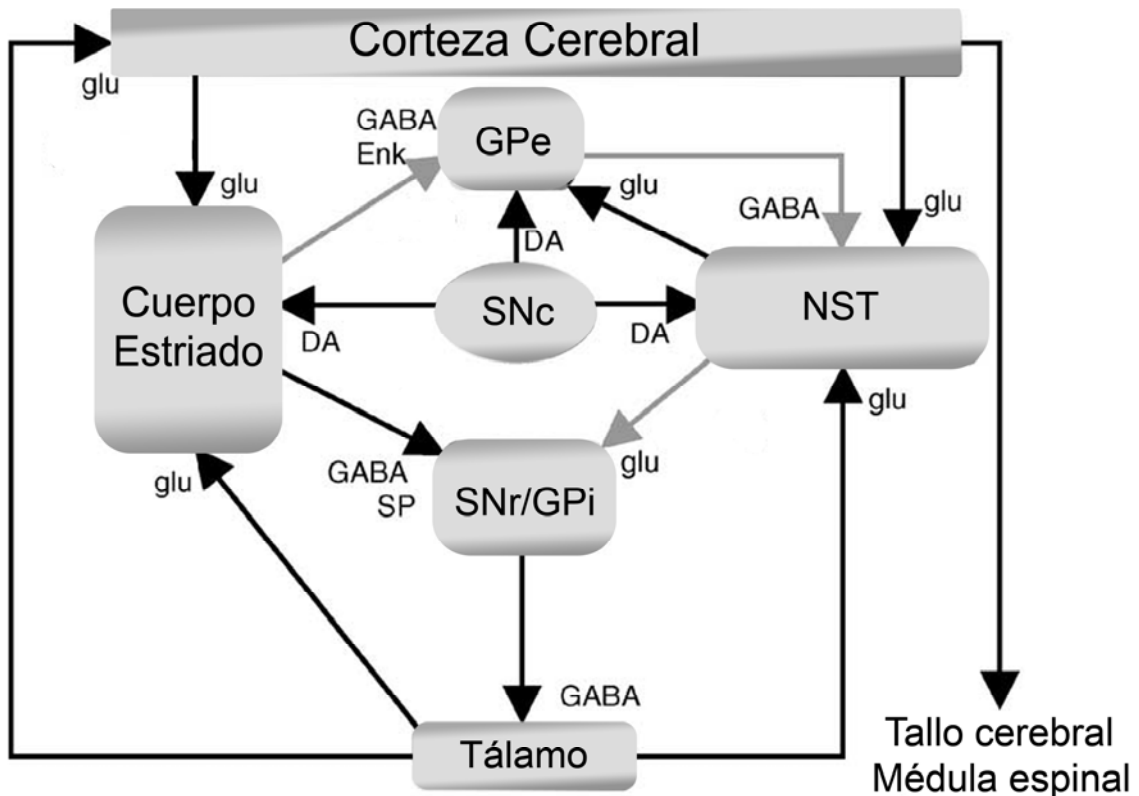 Corteza Cerebral
glu
GABA
Enk
GPe
glu
glu
GABA
glu
DA
Cuerpo
Estriado
SNc
NST
DA
DA
glu
glu
GABA
SP
SNr/GPi
glu
GABA
Tálamo
Tallo cerebral
Médula espinal